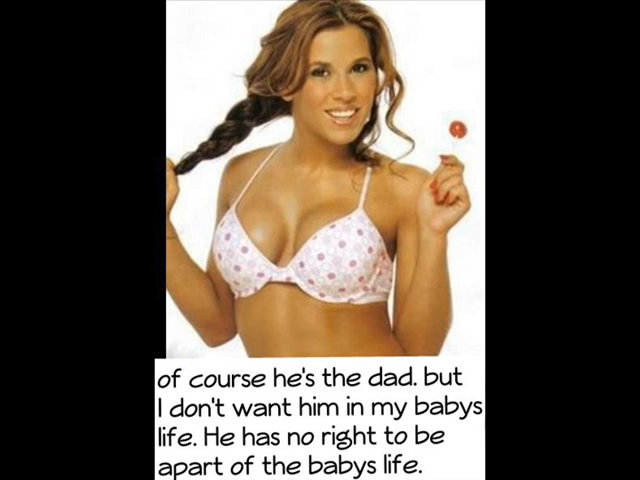 of course he's the dad. but
I don't want him in my babys
life. He has no right to be
apart of the babys life.